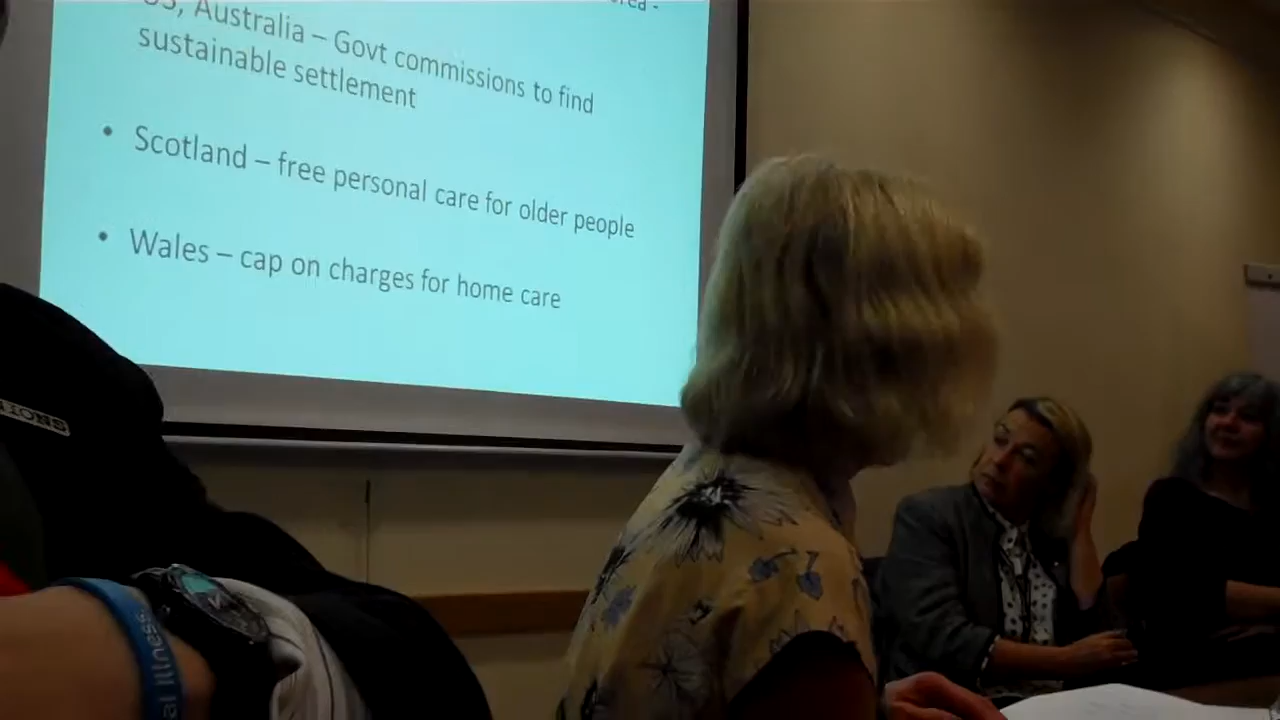 Australia – Govt commissions to find
sustainable settlement
• Scotland – free personal care for older people
• Wales – cap on charges for home care
Illness